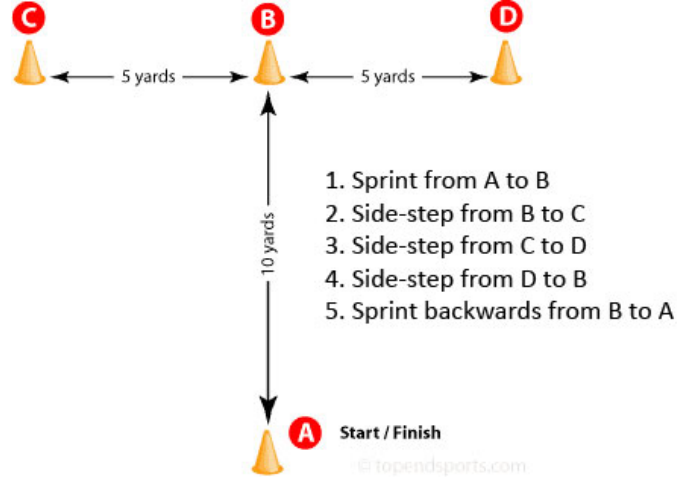 C B D
5 yards 5 yards
10 yards
1. Sprint from A to B
2. Side-step from B to C
3. Side-step from C to D
4. Side-step from D to B
5. Sprint backwards from B to A
A Start / Finish
© topendsports.com